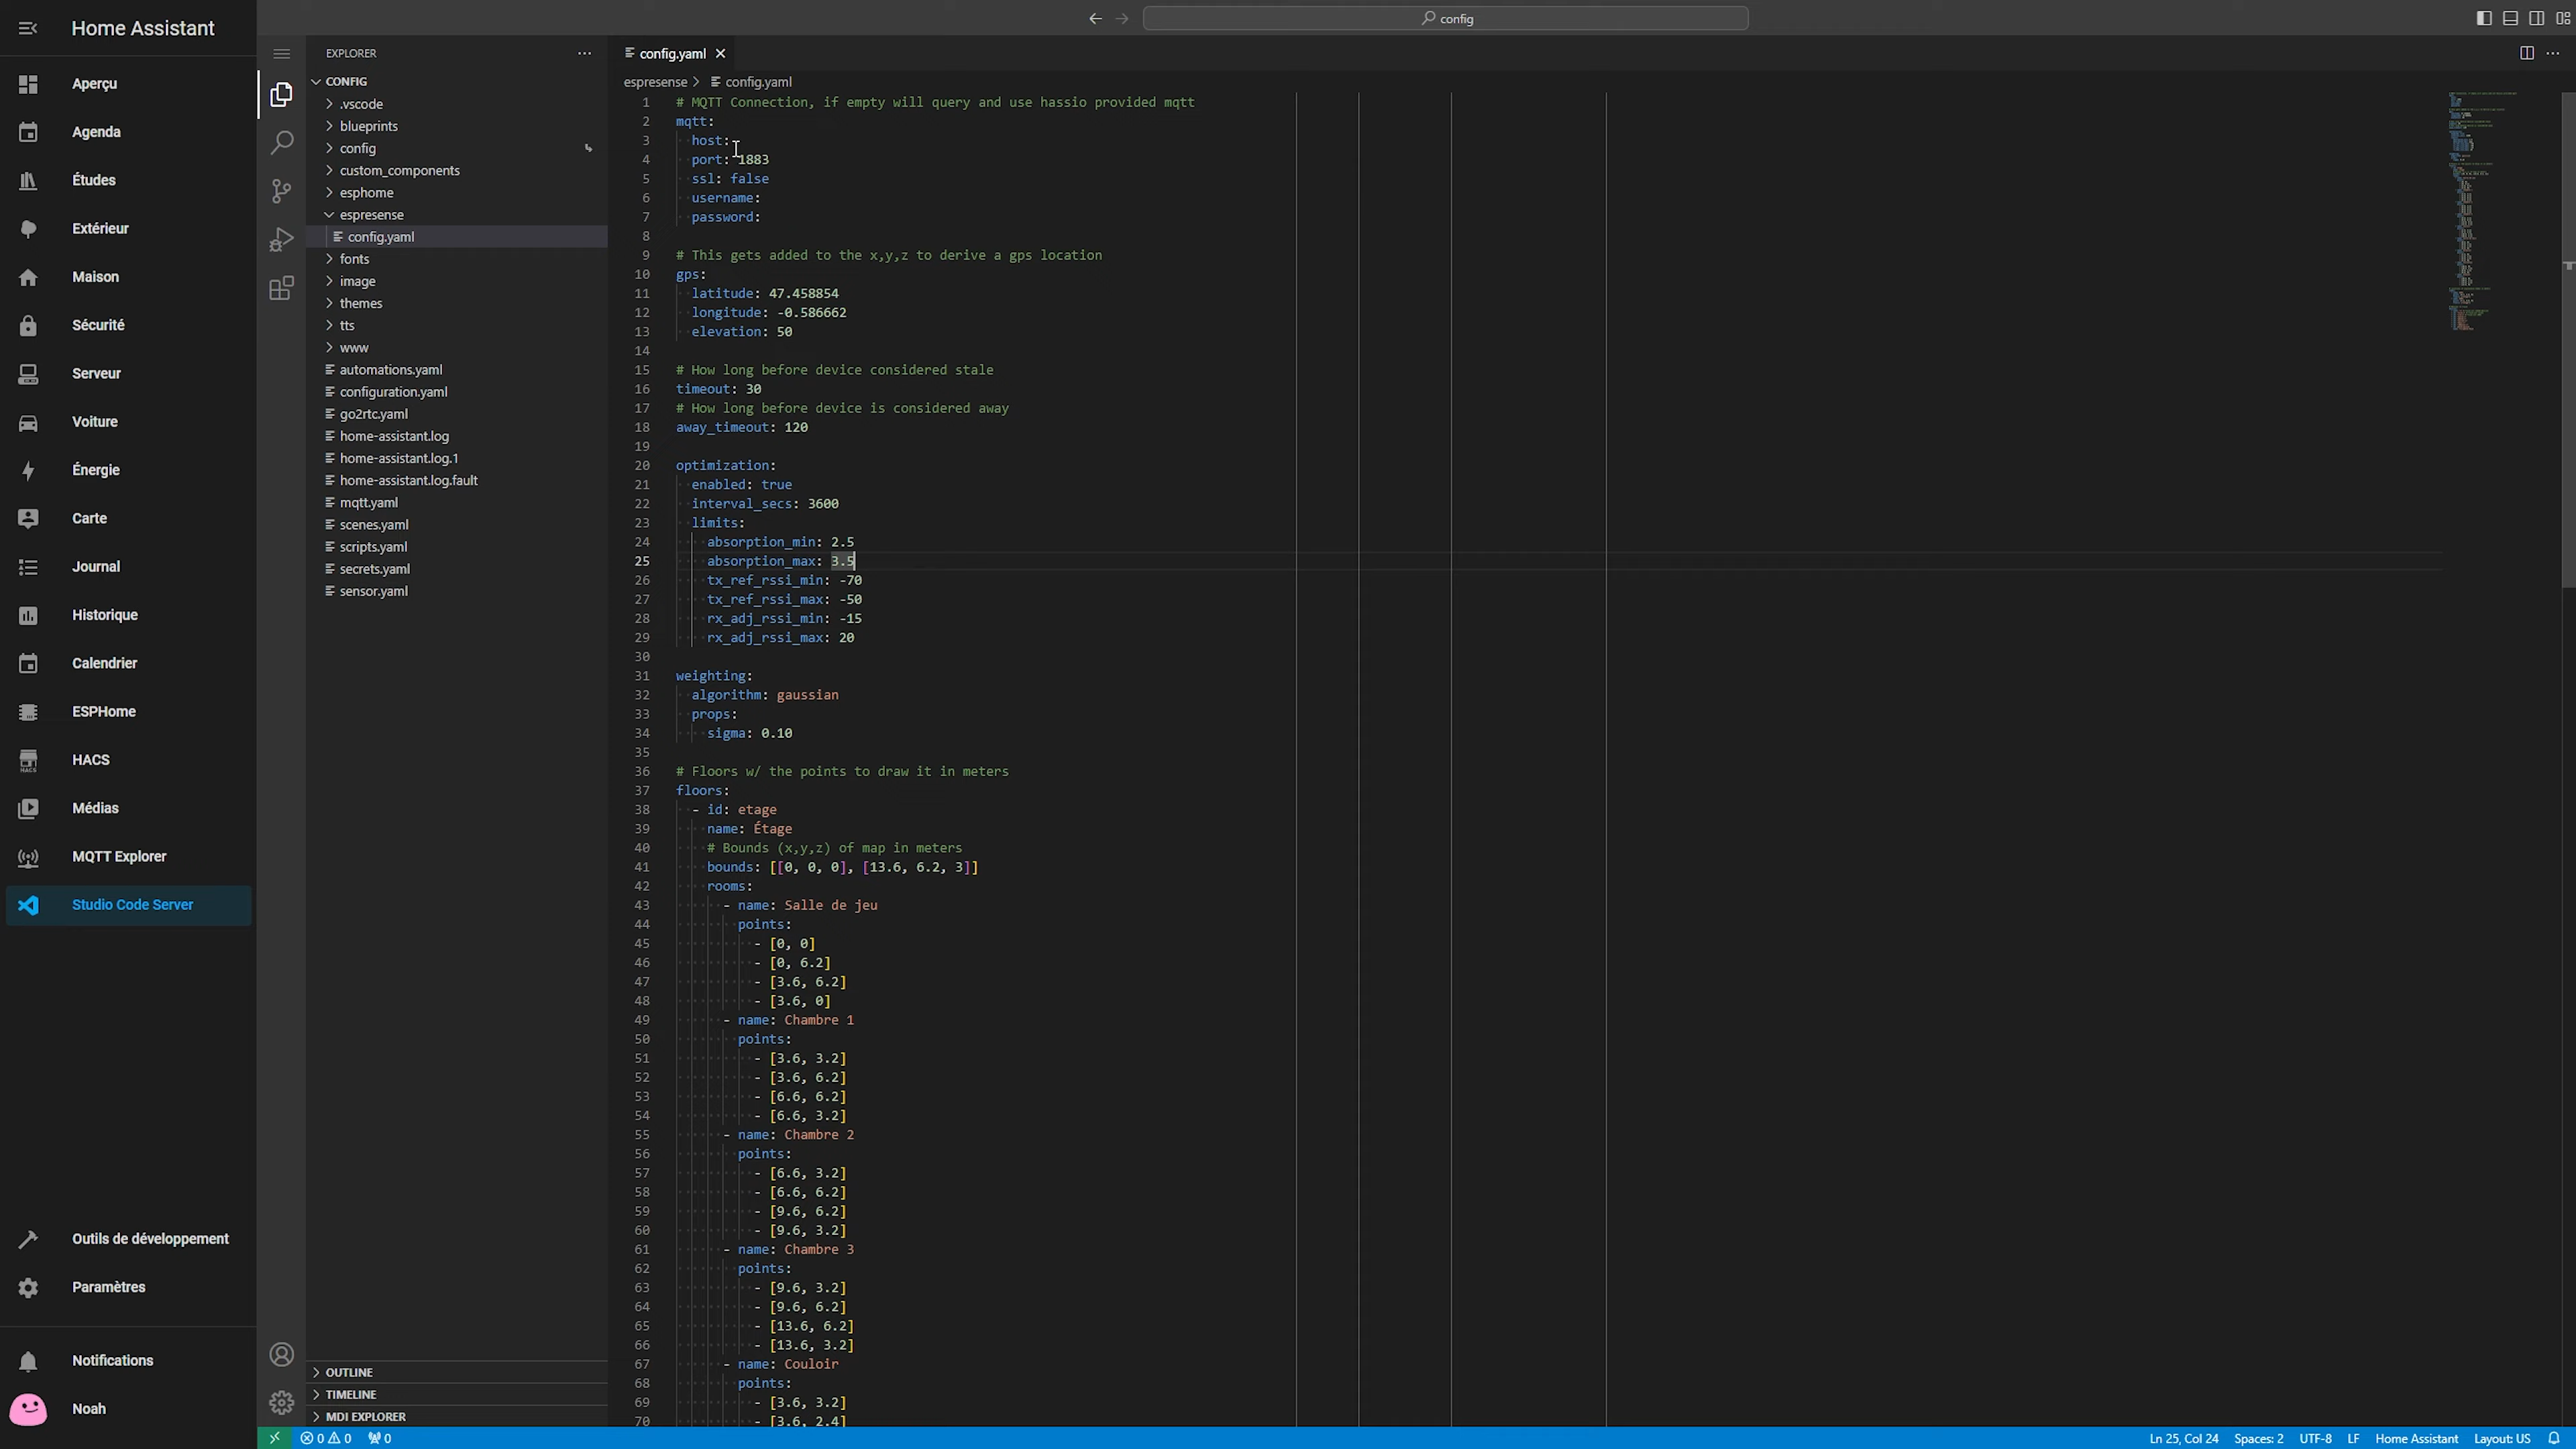 Home Assistant
Aperçu
Agenda
Études
Extérieur
Maison
Sécurité
Serveur
Voiture
Énergie
Carte
Journal
Historique
Calendrier
ESPHome
HACS
HACS
Médias
MQTT Explorer
Studio Code Server
Outils de développement
Paramètres
Notifications
Noah
config
EXPLORER
CONFIG
.vscode
blueprints
config
custom_components
esphome
espresense
config.yaml
fonts
image
themes
tts
www
automations.yaml
configuration.yaml
go2rtc.yaml
home-assistant.log
home-assistant.log.1
home-assistant.log.fault
mqtt.yaml
scenes.yaml
scripts.yaml
secrets.yaml
sensor.yaml
OUTLINE
TIMELINE
MDI EXPLORER
config.yaml
espresense > config.yaml
1 # MQTT Connection, if empty will query and use hassio provided mqtt
2 mqtt:
3 host:
4 port: 1883
5 ssl: false
6 username:
7 password:
8
9 # This gets added to the x,y,z to derive a gps location
10 gps:
11 latitude: 47.458854
12 longitude: -0.586662
13 elevation: 50
14
15 # How long before device considered stale
16 timeout: 30
17 # How long before device is considered away
18 away_timeout: 120
19
20 optimization:
21 enabled: true
22 interval_secs: 3600
23 limits:
24 absorption_min: 2.5
25 absorption_max: 3.5
26 tx_ref_rssi_min: -70
27 tx_ref_rssi_max: -50
28 rx_adj_rssi_min: -15
29 rx_adj_rssi_max: 20
30
31 weighting:
32 algorithm: gaussian
33 props:
34 sigma: 0.10
35
36 # Floors w/ the points to draw it in meters
37 floors:
38 - id: etage
39 name: Étage
40 # Bounds (x,y,z) of map in meters
41 bounds: [[0, 0, 0], [13.6, 6.2, 3]]
42 rooms:
43 - name: Salle de jeu
44 points:
45 - [0, 0]
46 - [0, 6.2]
47 - [3.6, 6.2]
48 - [3.6, 0]
49 - name: Chambre 1
50 points:
51 - [3.6, 3.2]
52 - [3.6, 6.2]
53 - [6.6, 6.2]
54 - [6.6, 3.2]
55 - name: Chambre 2
56 points:
57 - [6.6, 3.2]
58 - [6.6, 6.2]
59 - [9.6, 6.2]
60 - [9.6, 3.2]
61 - name: Chambre 3
62 points:
63 - [9.6, 3.2]
64 - [9.6, 6.2]
65 - [13.6, 6.2]
66 - [13.6, 3.2]
67 - name: Couloir
68 points:
69 - [3.6, 3.2]
70 - [3.6, 2.4]
0 0 0
Ln 25, Col 24 Spaces: 2 UTF-8 LF Home Assistant Layout: US